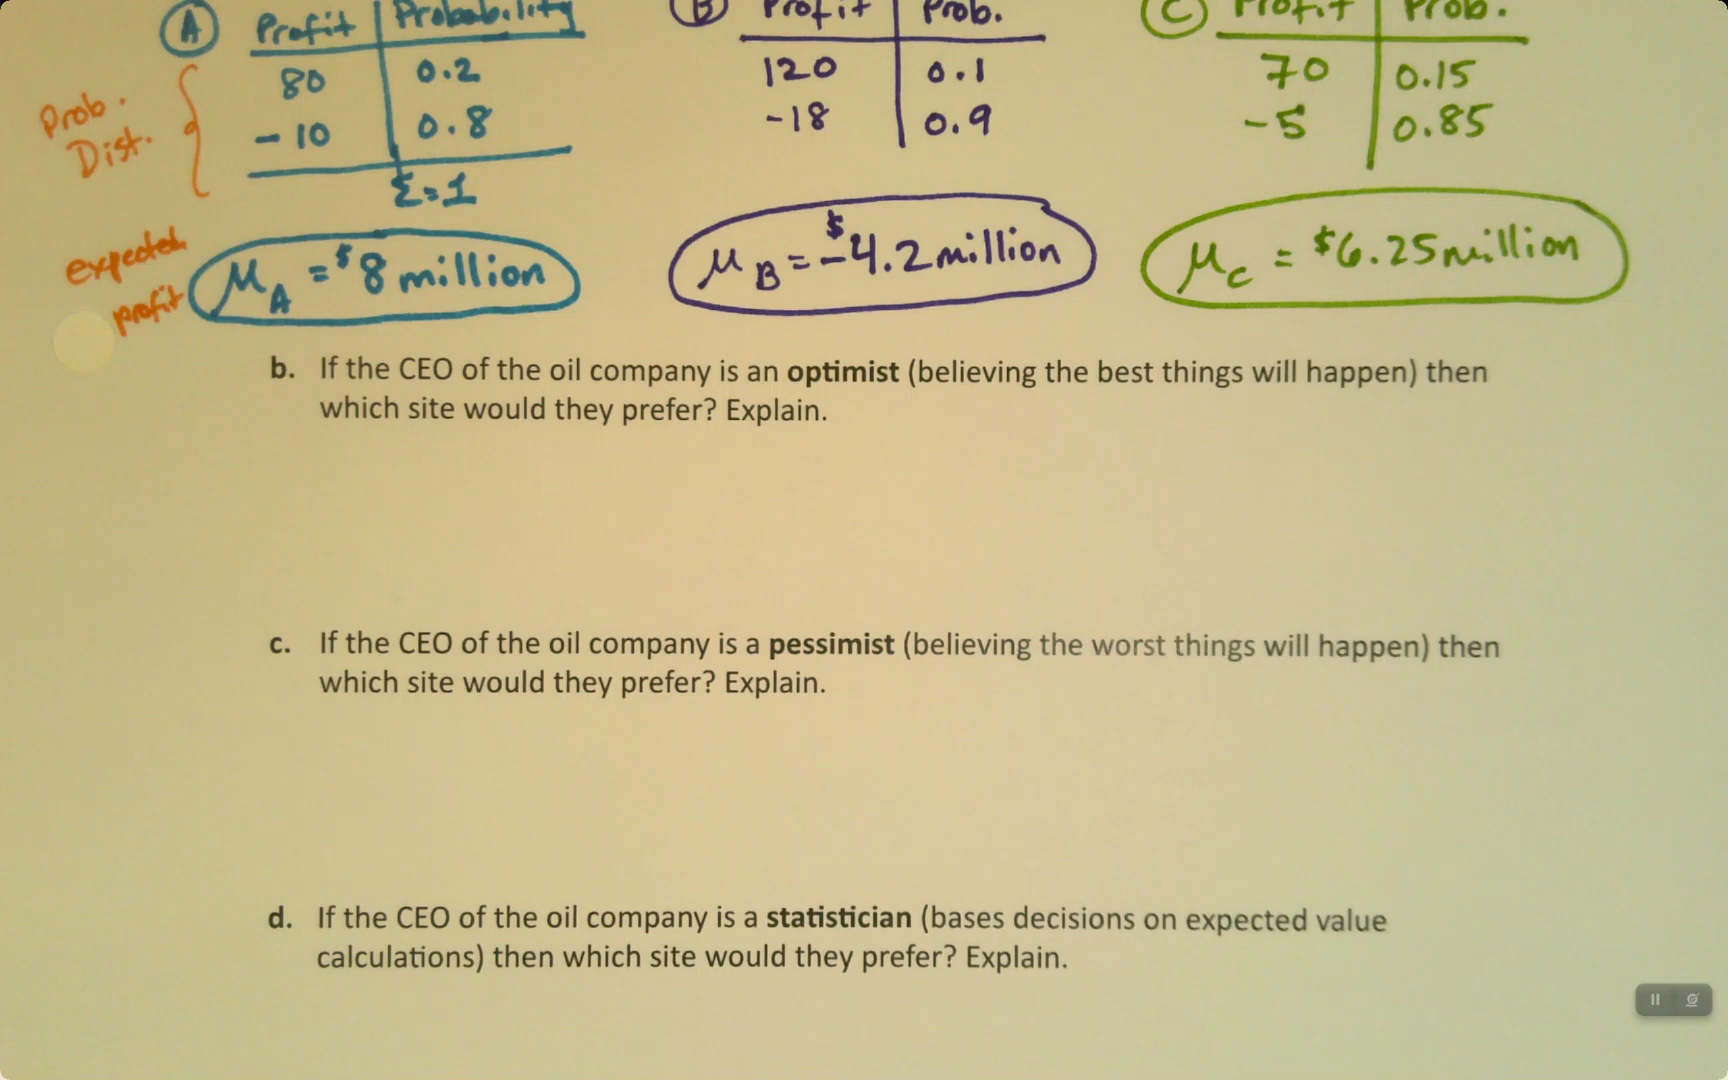 A Profit Probability
80 0.2
-10 0.8
Σ=1
Prob.
Dist.
expected
profit
μA = $8 million
B Profit Prob.
120 0.1
-18 0.9
μB = $-4.2 million
C Profit Prob.
70 0.15
-5 0.85
μC = $6.25 million
b. If the CEO of the oil company is an optimist (believing the best things will happen) then
which site would they prefer? Explain.
c. If the CEO of the oil company is a pessimist (believing the worst things will happen) then
which site would they prefer? Explain.
d. If the CEO of the oil company is a statistician (bases decisions on expected value
calculations) then which site would they prefer? Explain.